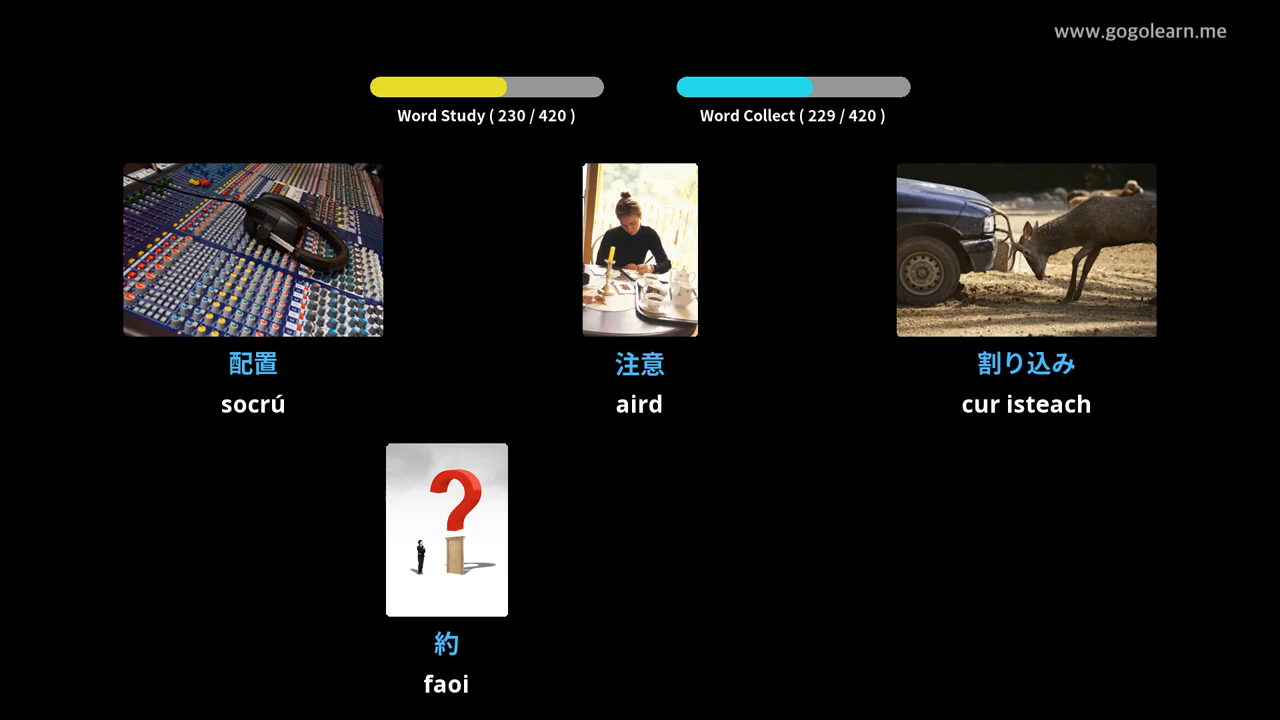 www.gogolearn.me
Word Study ( 230 / 420 )
Word Collect ( 229 / 420 )
配置
socrú
注意
aird
割り込み
cur isteach
約
faoi